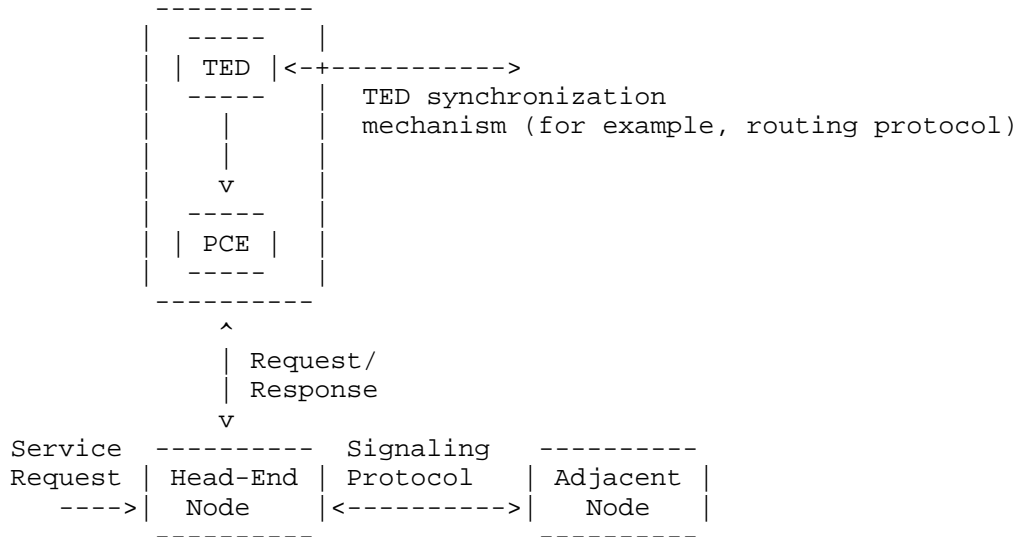 TED
TED synchronization
mechanism (for example, routing protocol)
PCE
Request/
Response
Service Signaling
Request Head-End Protocol Adjacent
Node Node